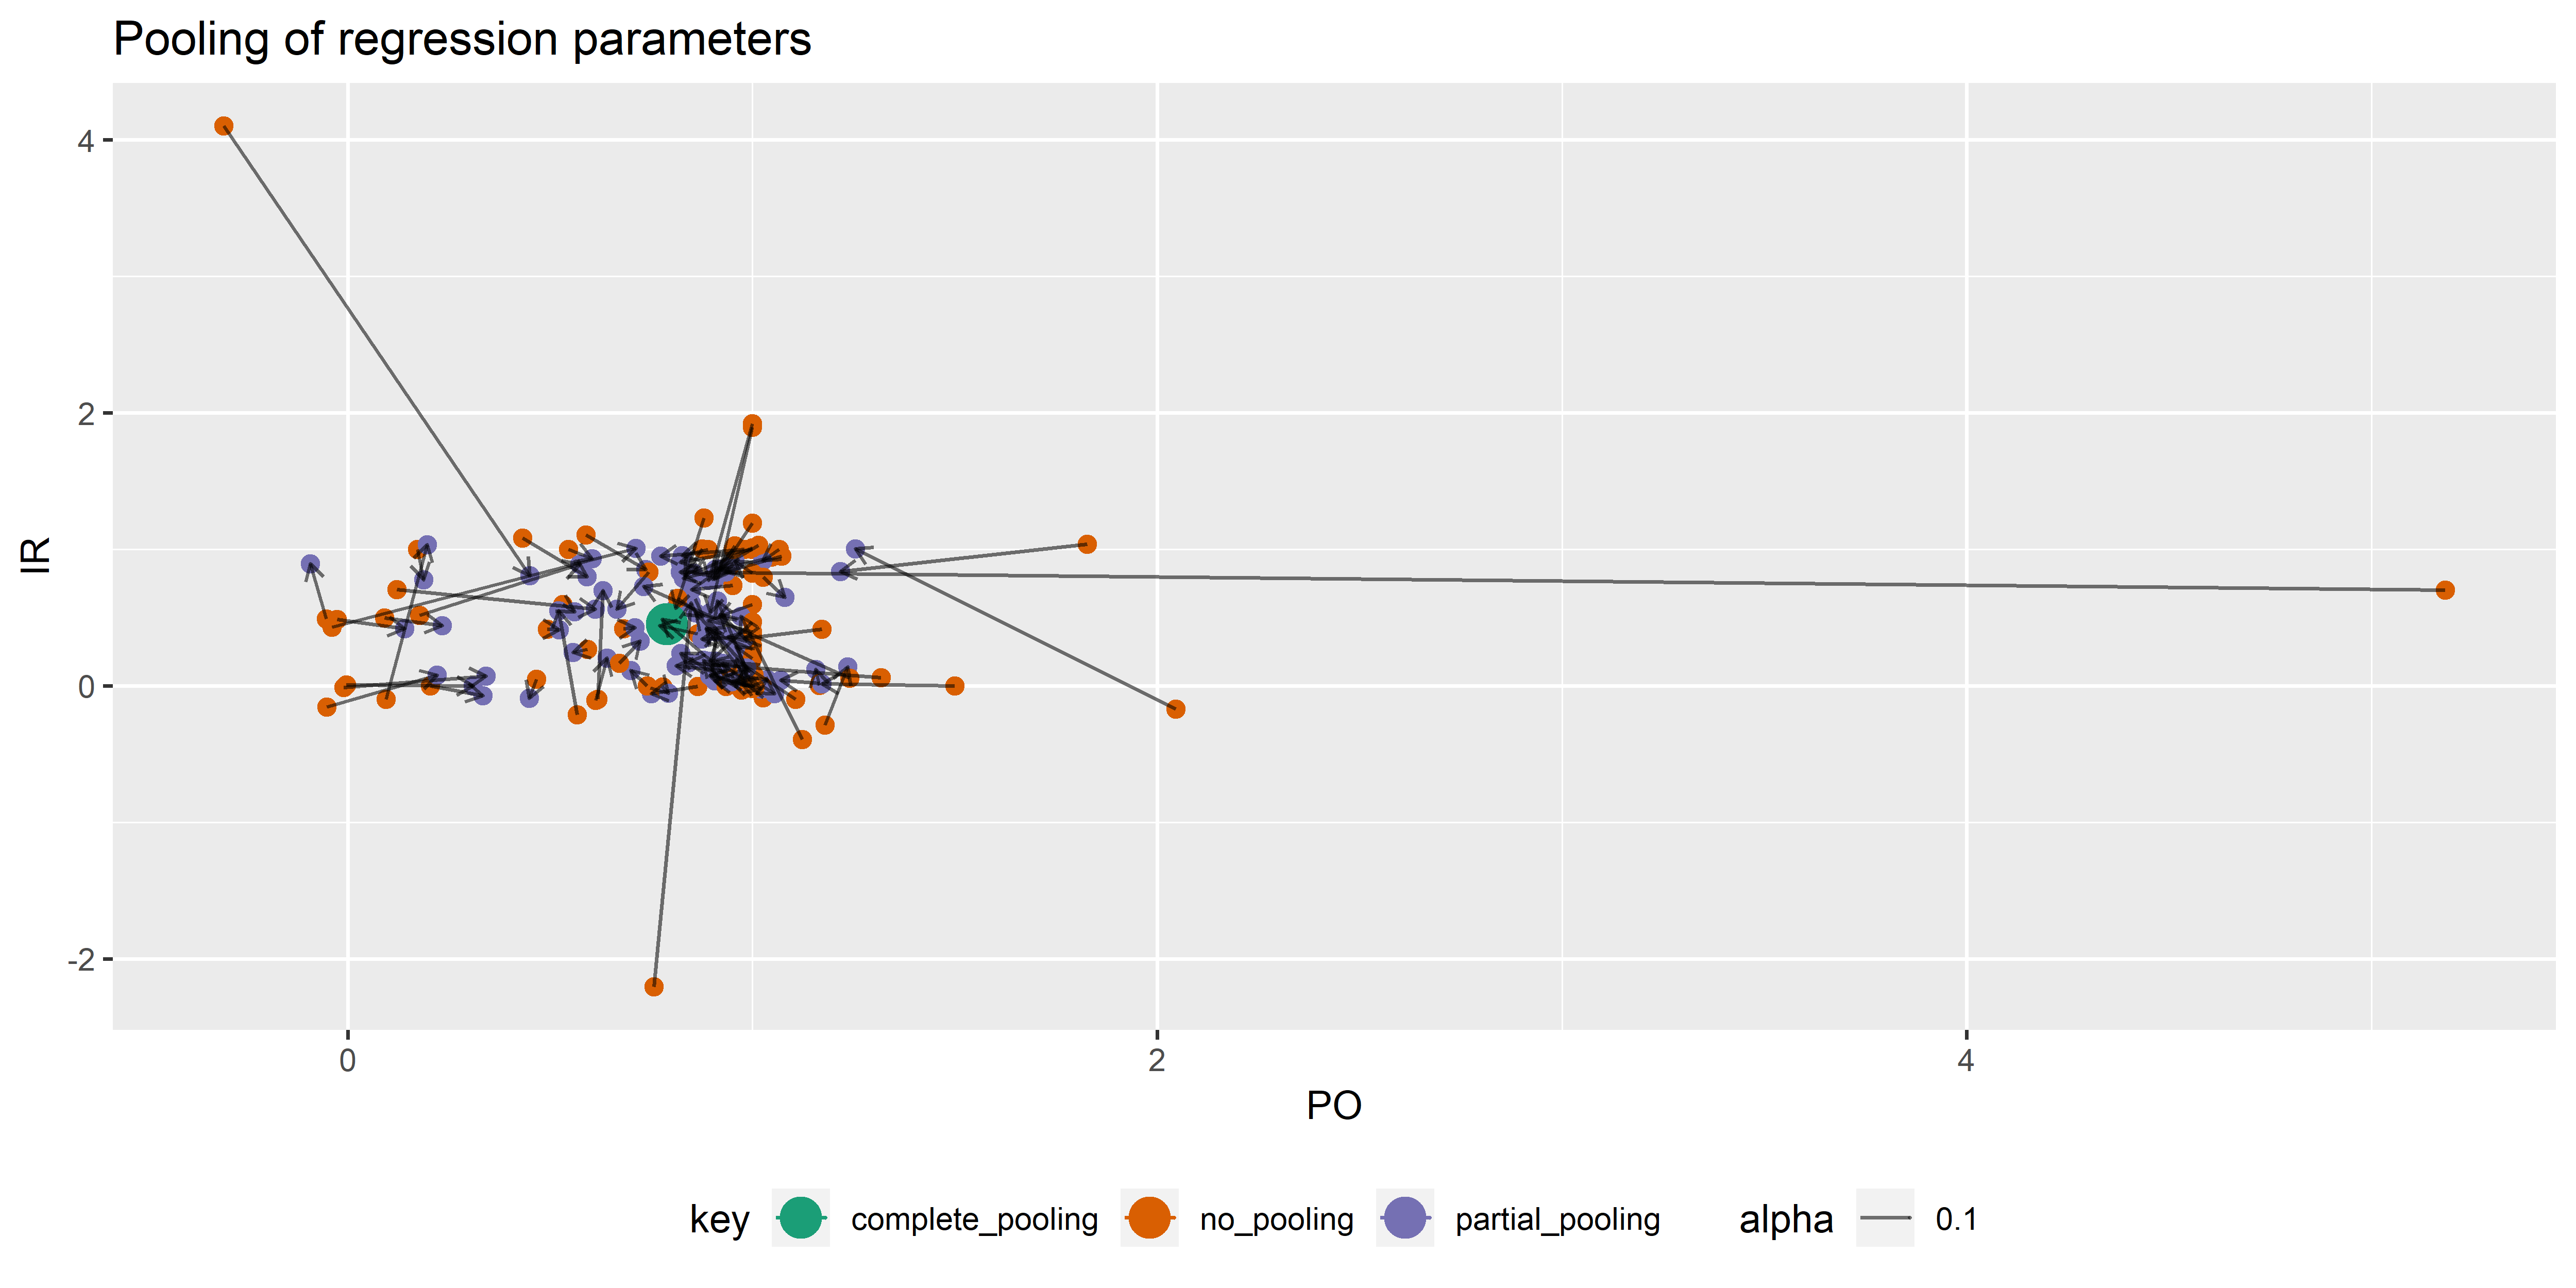 Pooling of regression parameters
4
2
0
-2
IR
0 2 4
PO
key complete_pooling no_pooling partial_pooling alpha 0.1